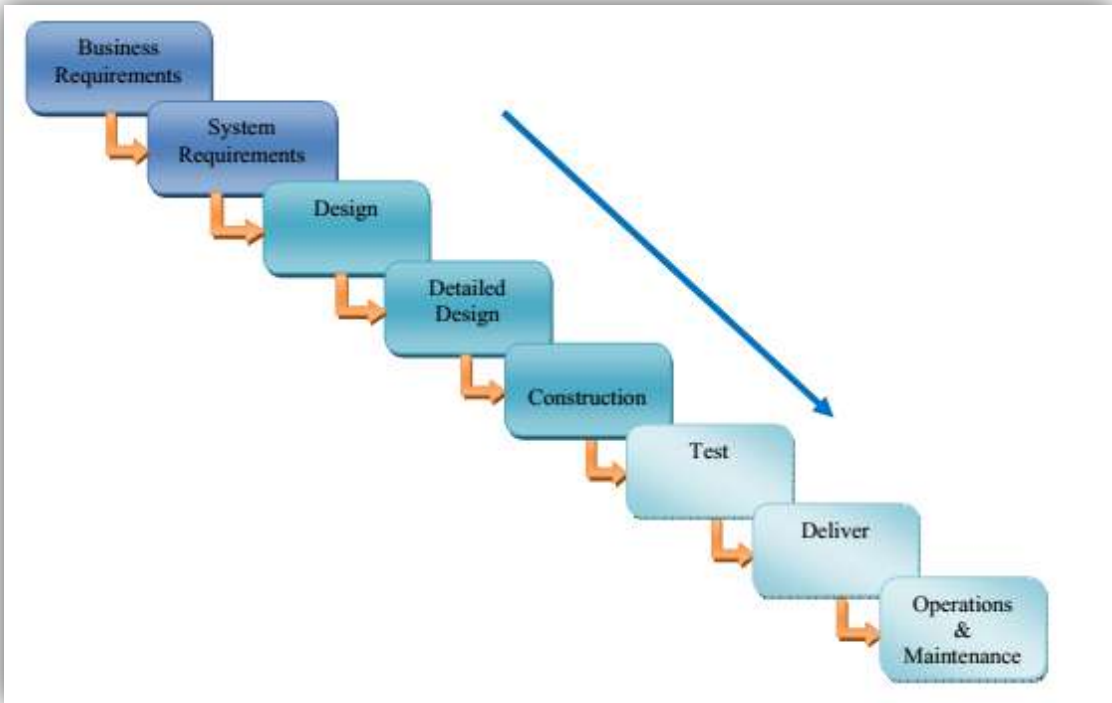 Business
Requirements
System
Requirements
Design
Detailed
Design
Construction
Test
Deliver
Operations
&
Maintenance